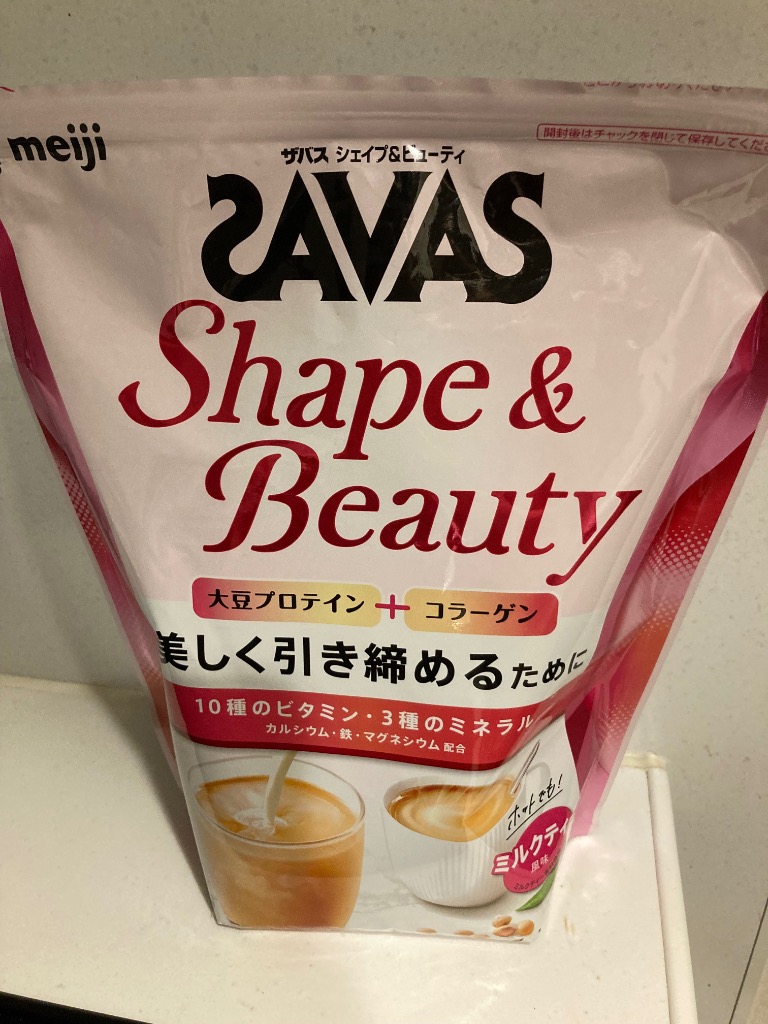 meiji
開封後はチャックを閉じて保存してくださ
ザバス シェイプ&ビューティ
SAVAS
Shape &
Beauty
大豆プロテイン + コラーゲン
美しく引き締めるために
10種のビタミン・3種のミネラル
カルシウム・鉄・マグネシウム 配合
ホットでも!
ミルクティ
風味